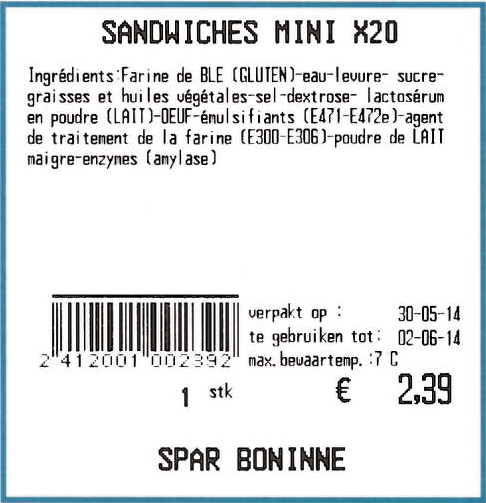 SANDWICHES MINI X20
Ingrédients:Farine de BLE (GLUTEN)-eau-levure- sucre-
graisses et huiles végétales-sel-dextrose- lactosérum
en poudre (LAIT)-OEUF-émulsifiants (E471-E472e)-agent
de traitement de la farine (E300-E306)-poudre de LAIT
maigre-enzymes (amylase)
verpakt op : 30-05-14
te gebruiken tot: 02-06-14
2 412001 002392 max.bewaartemp. :7 C
1 stk € 2,39
SPAR BONINNE